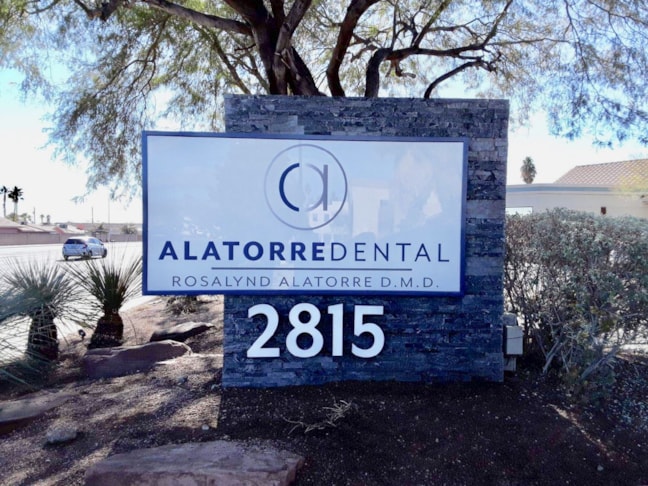 a
ALATORREDENTAL
ROSALYND ALATORRE D.M.D.
2815